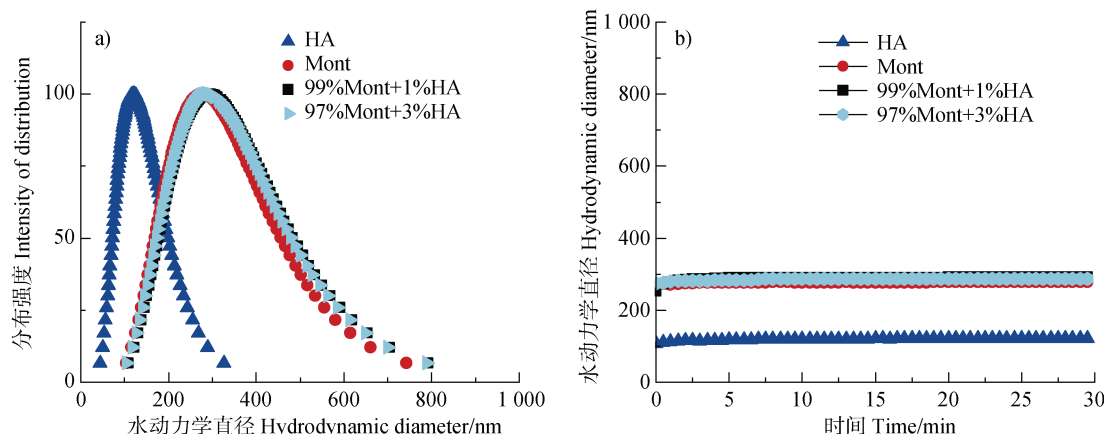 a)
HA
Mont
99%Mont+1%HA
97%Mont+3%HA
100
50
0
0 200 400 600 800 1 000
分布强度 Intensity of distribution
水动力学直径 Hydrodynamic diameter/nm
b)
HA
Mont
99%Mont+1%HA
97%Mont+3%HA
1 000
800
600
400
200
0
0 5 10 15 20 25 30
水动力学直径 Hydrodynamic diameter/nm
时间 Time/min